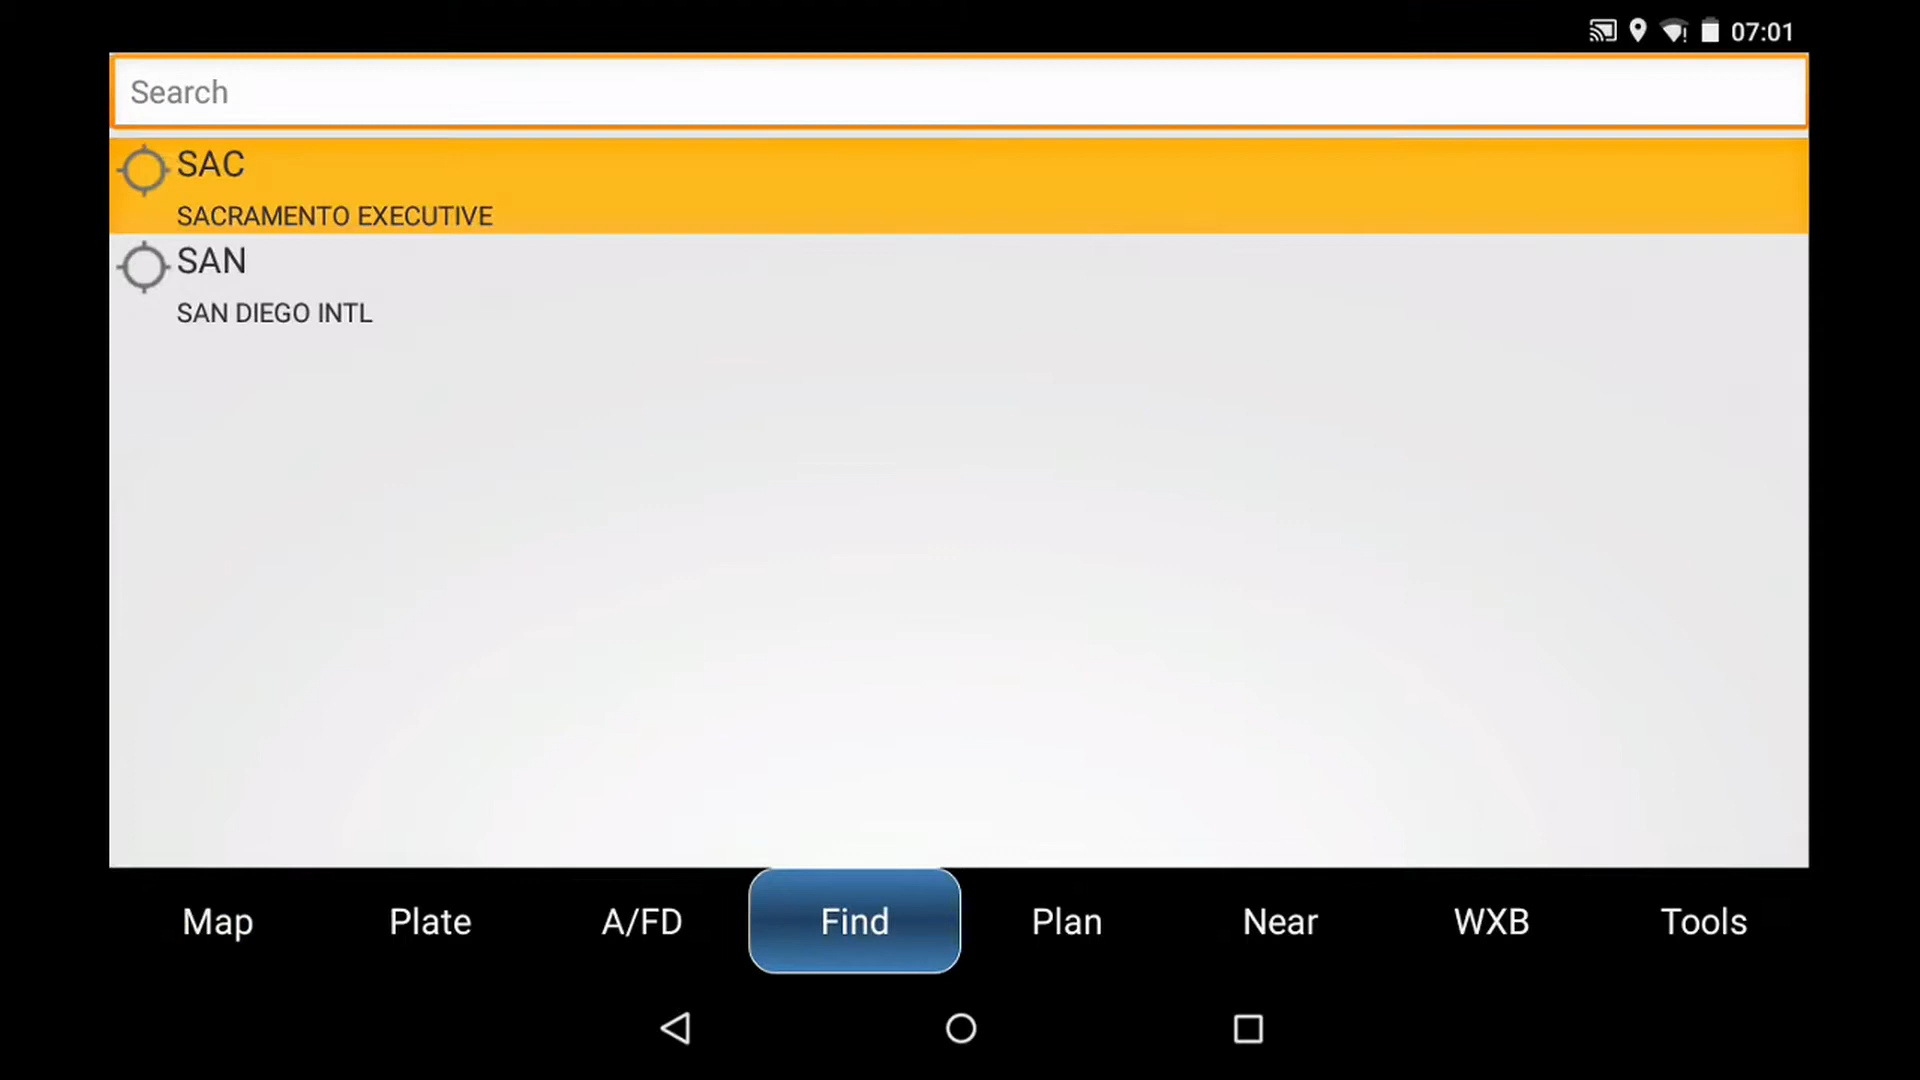 07:01
Search
SAC
SACRAMENTO EXECUTIVE
SAN
SAN DIEGO INTL
Map Plate A/FD Find Plan Near WXB Tools